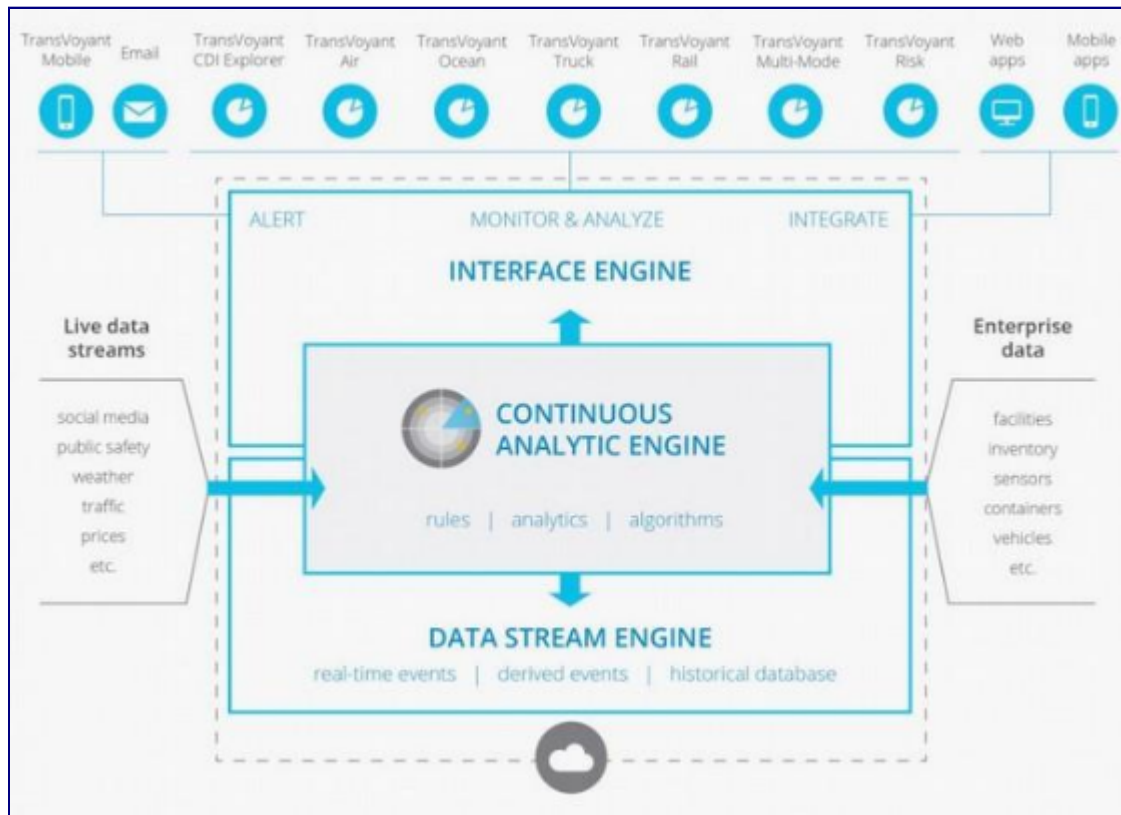 TransVoyant Mobile
Email
TransVoyant CDI Explorer
TransVoyant Air
TransVoyant Ocean
TransVoyant Truck
TransVoyant Rail
TransVoyant Multi-Mode
TransVoyant Risk
Web apps
Mobile apps
ALERT
MONITOR & ANALYZE
INTEGRATE
INTERFACE ENGINE
Live data
streams
social media
public safety
weather
traffic
prices
etc.
CONTINUOUS
ANALYTIC ENGINE
rules | analytics | algorithms
Enterprise
data
facilities
inventory
sensors
containers
vehicles
etc.
DATA STREAM ENGINE
real-time events | derived events | historical database